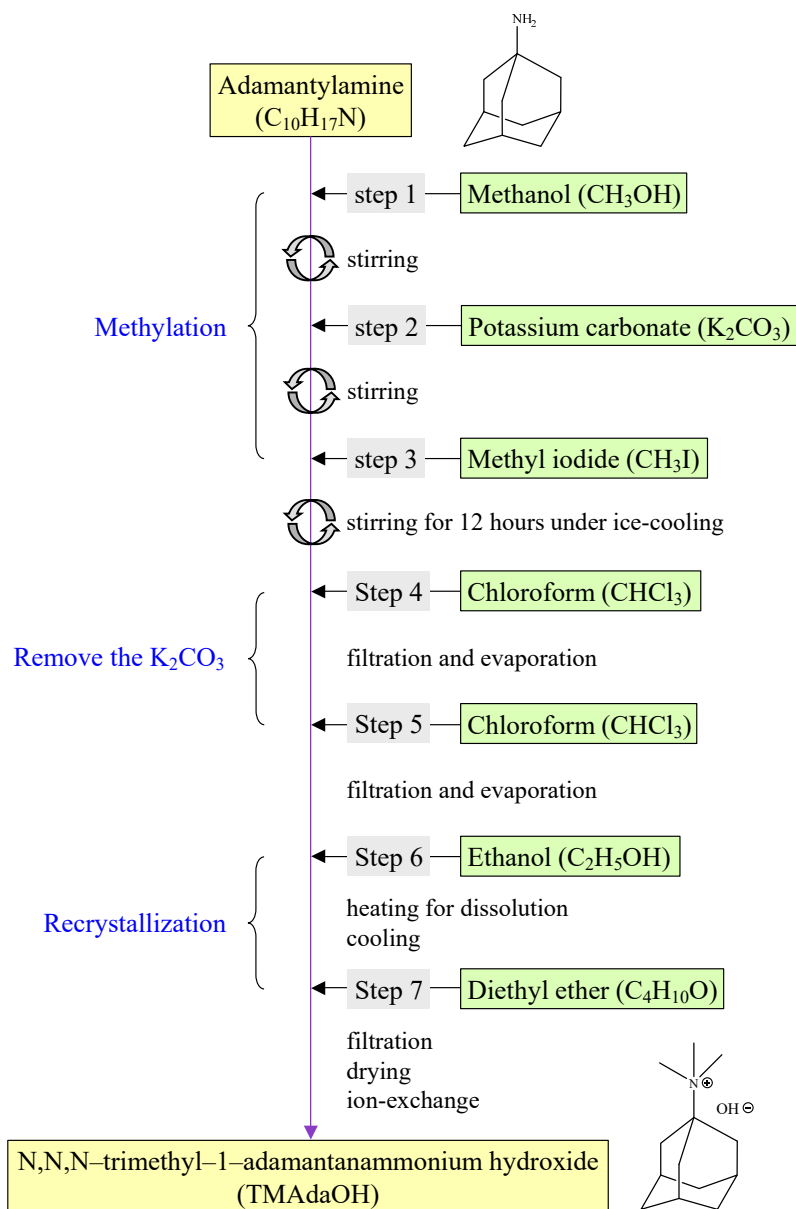 NH₂
Adamantylamine
(C₁₀H₁₇N)
step 1
Methanol (CH₃OH)
stirring
Methylation
step 2
Potassium carbonate (K₂CO₃)
stirring
step 3
Methyl iodide (CH₃I)
stirring for 12 hours under ice-cooling
Step 4
Chloroform (CHCl₃)
Remove the K₂CO₃
filtration and evaporation
Step 5
Chloroform (CHCl₃)
filtration and evaporation
Step 6
Ethanol (C₂H₅OH)
Recrystallization
heating for dissolution
cooling
Step 7
Diethyl ether (C₄H₁₀O)
filtration
drying
ion-exchange
N ⊕
OH ⊖
N,N,N–trimethyl–1–adamantanammonium hydroxide
(TMAdaOH)